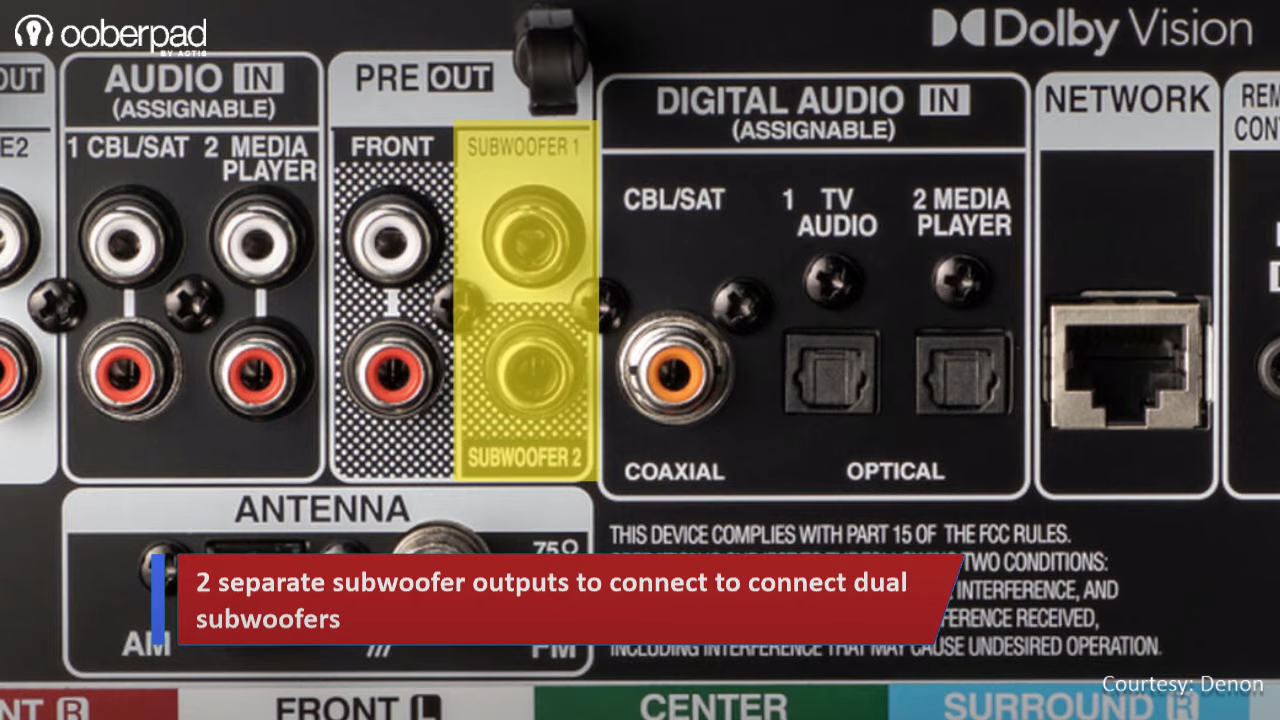 ooberpad
BY ACTIS
Dolby Vision
OUT
AUDIO IN
(ASSIGNABLE)
PRE OUT
DIGITAL AUDIO IN
(ASSIGNABLE)
NETWORK
E2
1 CBL/SAT
2 MEDIA
PLAYER
FRONT
SUBWOOFER 1
CBL/SAT
1 TV
AUDIO
2 MEDIA
PLAYER
SUBWOOFER 2
COAXIAL
OPTICAL
ANTENNA
75Ω
AM
FM
THIS DEVICE COMPLIES WITH PART 15 OF THE FCC RULES.
TWO CONDITIONS:
INTERFERENCE, AND
RECEIVED,
INCLUDING INTERFERENCE THAT MAY CAUSE UNDESIRED OPERATION.
2 separate subwoofer outputs to connect to connect dual
subwoofers
Courtesy: Denon
R
FRONT L
CENTER
SURROUND R